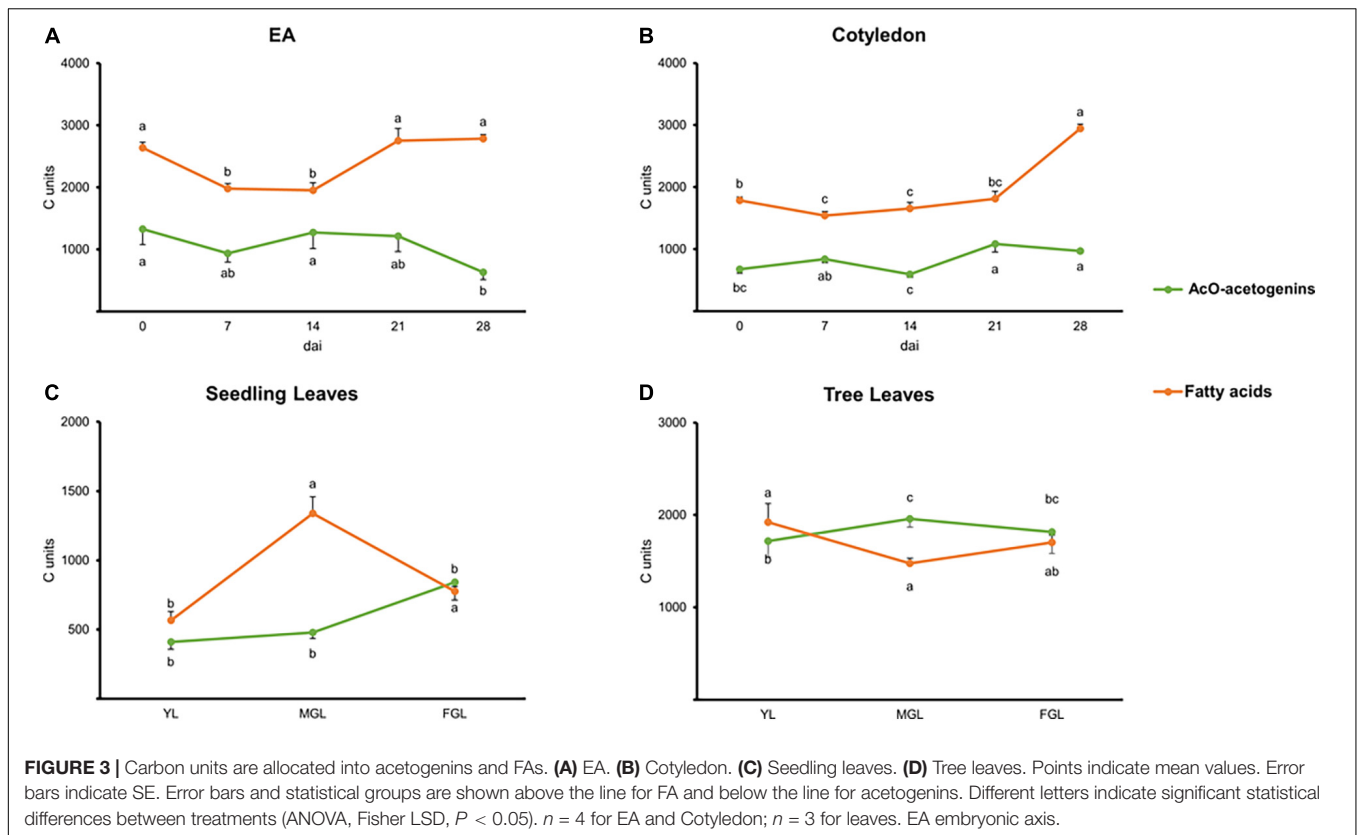 A
EA
4000
3000
2000
1000
C units
a
b
b
a
a
a
ab
a
ab
b
0 7 14 21 28
dai
B
Cotyledon
4000
3000
2000
1000
C units
b
c
c
bc
a
bc
ab
c
a
a
0 7 14 21 28
dai
AcO-acetogenins
C
Seedling Leaves
2000
1500
1000
500
C units
b
a
b
b
b
a
YL MGL FGL
D
Tree Leaves
3000
2000
1000
C units
a
c
bc
b
a
ab
YL MGL FGL
Fatty acids
FIGURE 3 | Carbon units are allocated into acetogenins and FAs. (A) EA. (B) Cotyledon. (C) Seedling leaves. (D) Tree leaves. Points indicate mean values. Error
bars indicate SE. Error bars and statistical groups are shown above the line for FA and below the line for acetogenins. Different letters indicate significant statistical
differences between treatments (ANOVA, Fisher LSD, P < 0.05). n = 4 for EA and Cotyledon; n = 3 for leaves. EA embryonic axis.